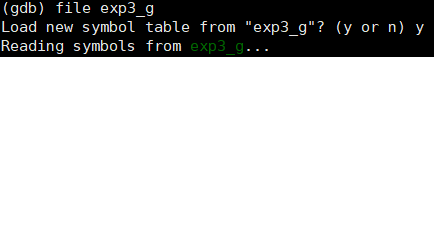 (gdb) file exp3_g
Load new symbol table from "exp3_g"? (y or n) y
Reading symbols from exp3_g...